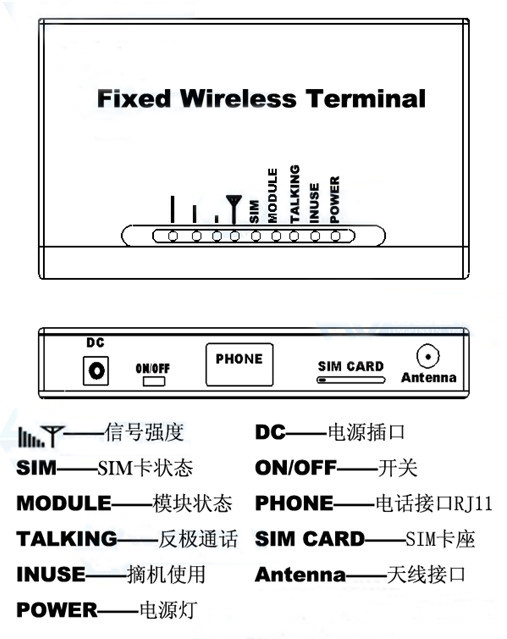 Fixed Wireless Terminal
SIM
MODULE
TALKING
INUSE
POWER
DC
ON/OFF
PHONE
SIM CARD
Antenna
——信号强度
DC——电源插口
SIM——SIM卡状态
ON/OFF——开关
MODULE——模块状态
PHONE——电话接口RJ11
TALKING——反极通话
SIM CARD——SIM卡座
INUSE——摘机使用
Antenna——天线接口
POWER——电源灯